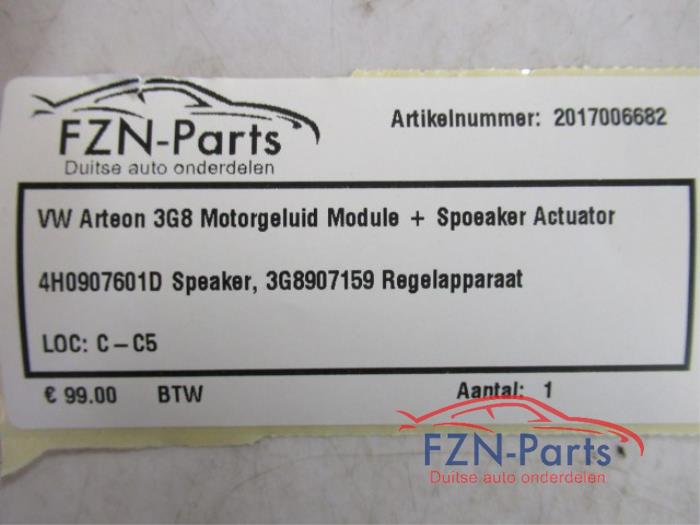 FZN-Parts
Duitse auto onderdelen
Artikelnummer: 2017006682
VW Arteon 3G8 Motorgeluid Module + Spoeaker Actuator
4H0907601D Speaker, 3G8907159 Regelapparaat
LOC: C-C5
€ 99.00 BTW Aantal: 1
FZN-Parts
Duitse auto onderdelen